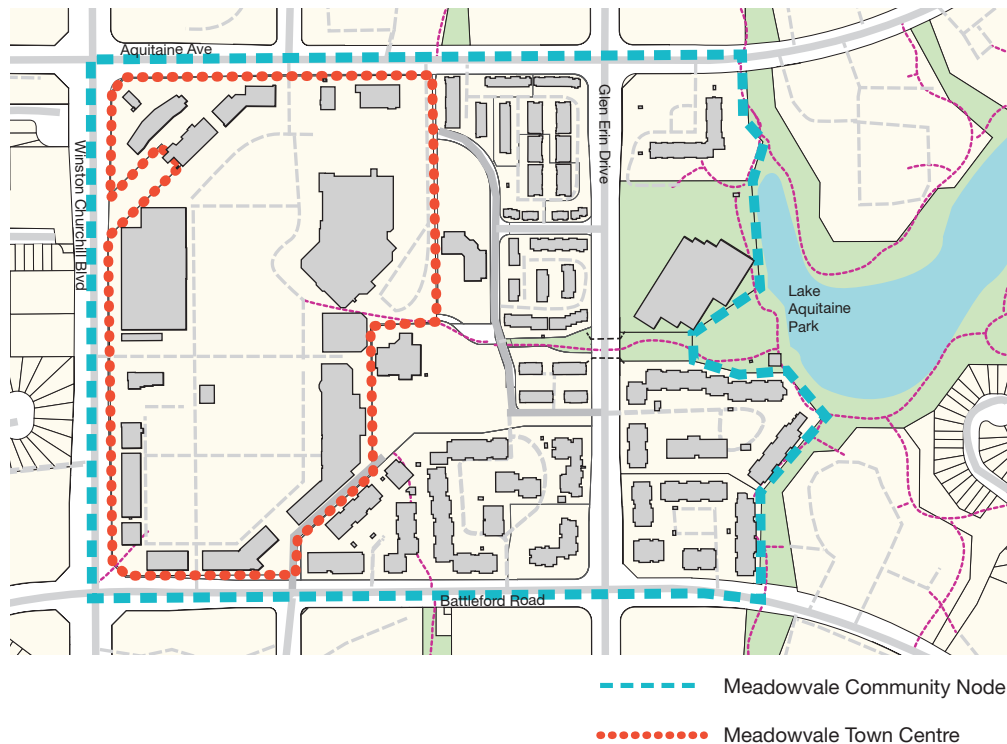 Aquitaine Ave
Winston Churchill Blvd
Glen Erin Drive
Lake
Aquitaine
Park
Battleford Road
Meadowvale Community Node
Meadowvale Town Centre